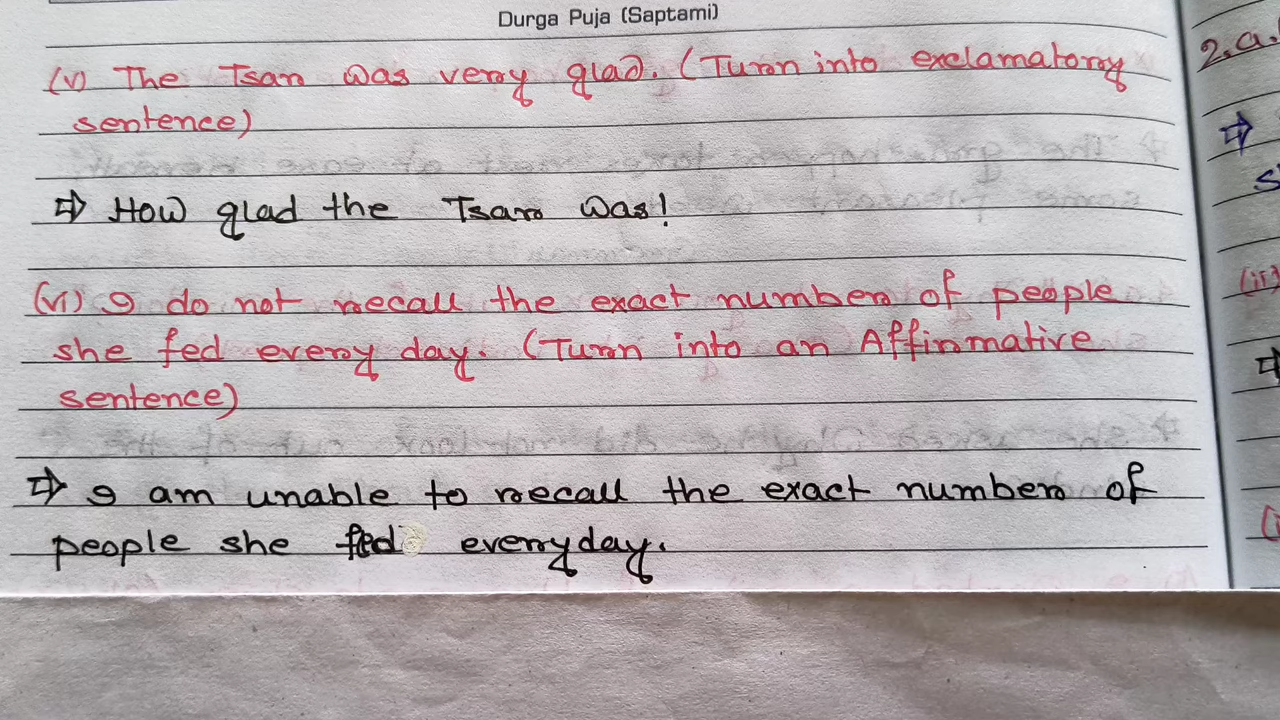 Durga Puja (Saptami)
(v) The Tsar was very glad. (Turn into exclamatory
sentence)
⇒ How glad the Tsar was!
(vi) I do not recall the exact number of people
she fed every day. (Turn into an Affirmative
sentence)
⇒ I am unable to recall the exact number of
people she fed everyday.
2.a.
⇒
(ii)
⇒